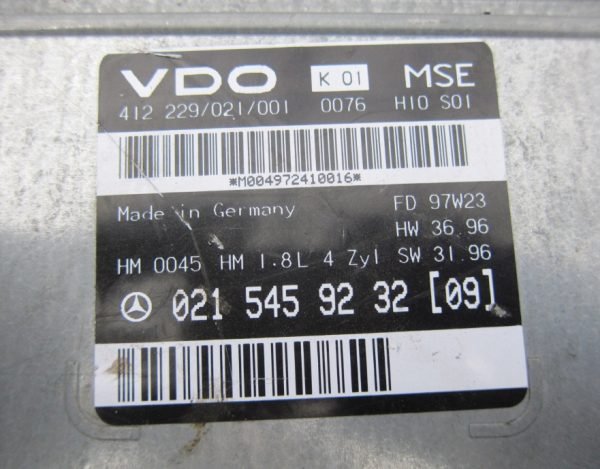 VDO K 01 MSE
412 229/021/001 0076 H10 S01
*M004972410016*
Made in Germany FD 97W23
HW 36.96
HM 0045 HM 1.8L 4 Zyl SW 31.96
021 545 92 32 [09]